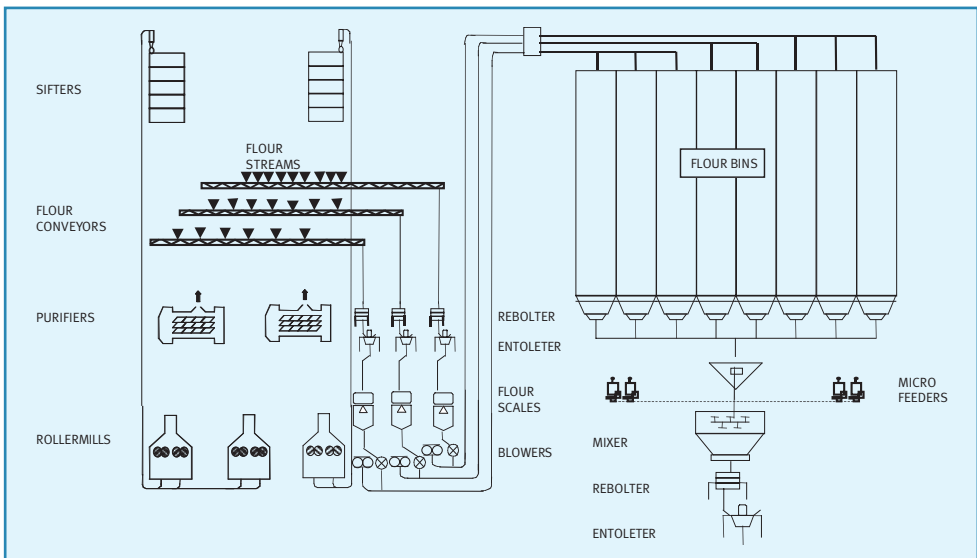 SIFTERS
FLOUR
STREAMS
FLOUR
CONVEYORS
PURIFIERS
ROLLERMILLS
REBOLTER
ENTOLETER
FLOUR
SCALES
BLOWERS
FLOUR BINS
MICRO
FEEDERS
MIXER
REBOLTER
ENTOLETER